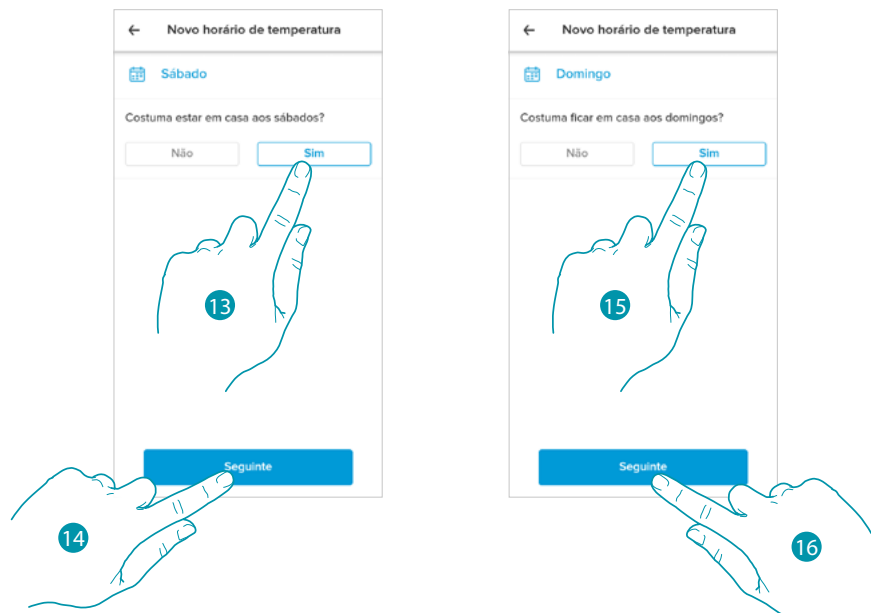 ← Novo horário de temperatura
Sábado
Costuma estar em casa aos sábados?
Não Sim
13
Seguinte
14
← Novo horário de temperatura
Domingo
Costuma ficar em casa aos domingos?
Não Sim
15
Seguinte
16